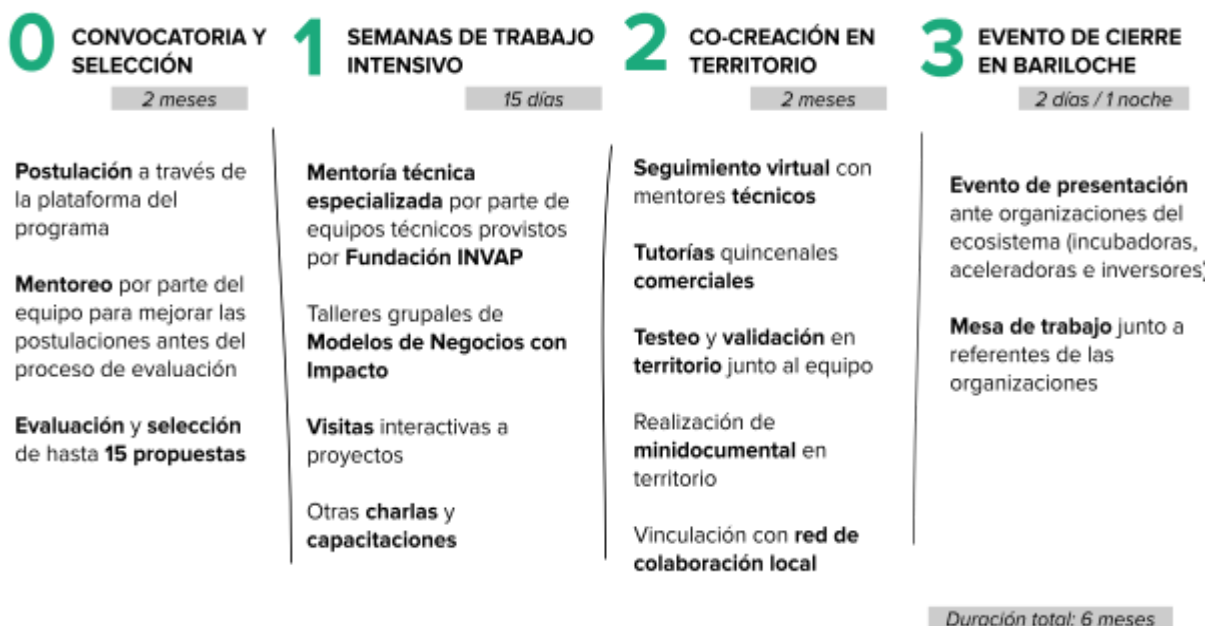 0 CONVOCATORIA Y
SELECCIÓN
2 meses
Postulación a través de
la plataforma del
programa
Mentoreo por parte del
equipo para mejorar las
postulaciones antes del
proceso de evaluación
Evaluación y selección
de hasta 15 propuestas
1 SEMANAS DE TRABAJO
INTENSIVO
15 días
Mentoría técnica
especializada por parte de
equipos técnicos provistos
por Fundación INVAP
Talleres grupales de
Modelos de Negocios con
Impacto
Visitas interactivas a
proyectos
Otras charlas y
capacitaciones
2 CO-CREACIÓN EN
TERRITORIO
2 meses
Seguimiento virtual con
mentores técnicos
Tutorías quincenales
comerciales
Testeo y validación en
territorio junto al equipo
Realización de
minidocumental en
territorio
Vinculación con red de
colaboración local
3 EVENTO DE CIERRE
EN BARILOCHE
2 días / 1 noche
Evento de presentación
ante organizaciones del
ecosistema (incubadoras,
aceleradoras e inversores)
Mesa de trabajo junto a
referentes de las
organizaciones
Duración total: 6 meses